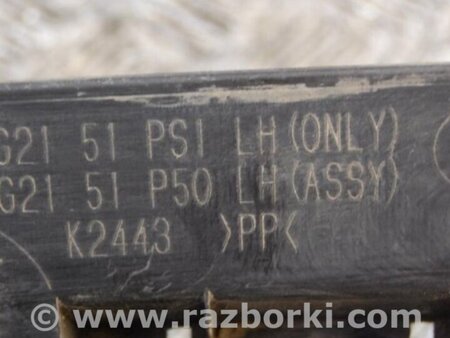 G21 51 PS1 LH(ONLY)
G21 51 P50 LH(ASSY)
K2443 >PP<
© www.razborki.com/